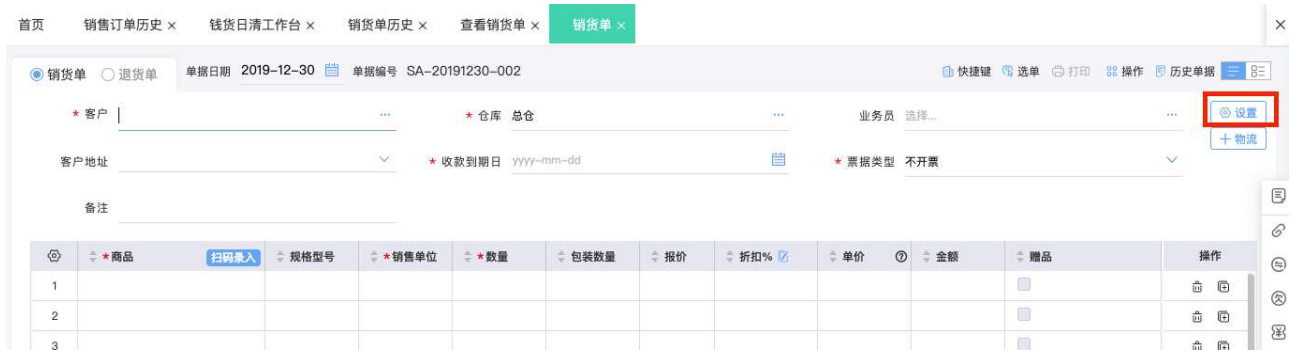 首页 销售订单历史 × 钱货日清工作台 × 销货单历史 × 查看销货单 × 销货单 × ×
销货单 退货单 单据日期 2019-12-30 单据编号 SA-20191230-002 快捷键 选单 打印 操作 历史单据
* 客户 ... * 仓库 总仓 ... 业务员 选择... ... 设置
+ 物流
客户地址 * 收款到期日 yyyy-mm-dd * 票据类型 不开票
备注
*商品 扫码录入 规格型号 *销售单位 *数量 包装数量 报价 折扣% 单价 金额 赠品 操作
1
2
3